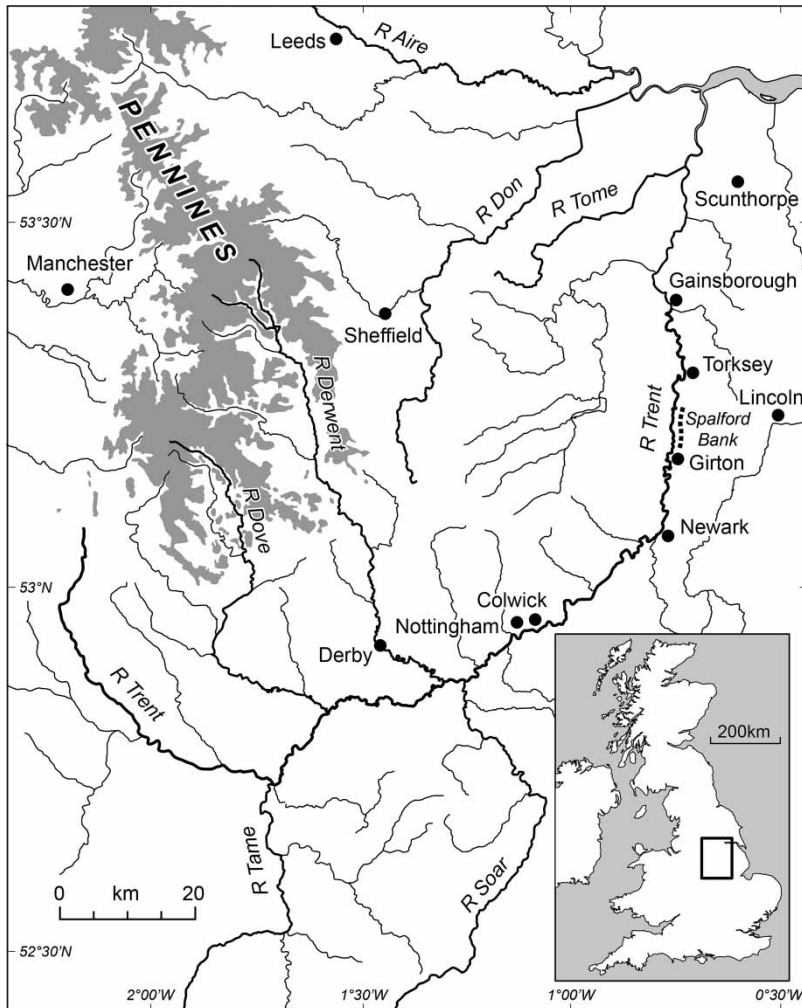 Leeds
R Aire
PENNINES
R Don
R Tome
Scunthorpe
53°30'N
Manchester
Gainsborough
Sheffield
Torksey
R Derwent
R Trent
Lincoln
Spalford
Bank
Girton
R Dove
Newark
53°N
Colwick
Nottingham
Derby
R Trent
200km
R Tame
R Soar
0 km 20
52°30'N
2°00'W
1°30'W
1°00'W
0°30'W